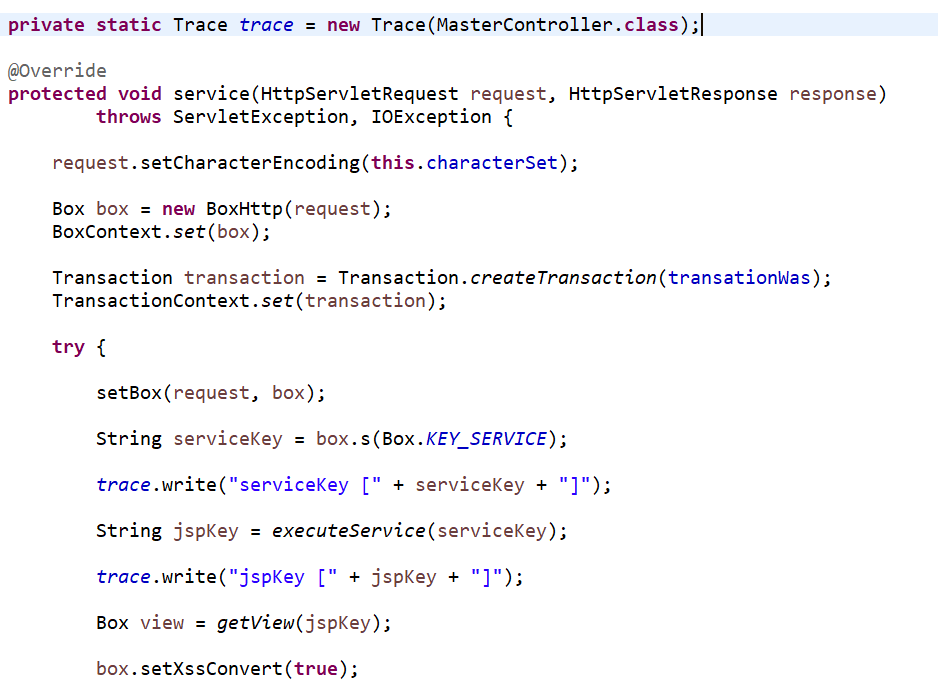 private static Trace trace = new Trace(MasterController.class);
@Override
protected void service(HttpServletRequest request, HttpServletResponse response)
throws ServletException, IOException {
request.setCharacterEncoding(this.characterSet);
Box box = new BoxHttp(request);
BoxContext.set(box);
Transaction transaction = Transaction.createTransaction(transationWas);
TransactionContext.set(transaction);
try {
setBox(request, box);
String serviceKey = box.s(Box.KEY_SERVICE);
trace.write("serviceKey [" + serviceKey + "]");
String jspKey = executeService(serviceKey);
trace.write("jspKey [" + jspKey + "]");
Box view = getView(jspKey);
box.setXssConvert(true);